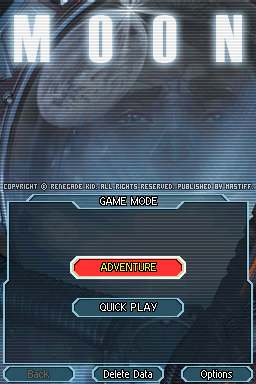 MOON
COPYRIGHT © RENEGADE KID. ALL RIGHTS RESERVED. PUBLISHED BY MASTIFF.
GAME MODE
ADVENTURE
QUICK PLAY
Back Delete Data Options